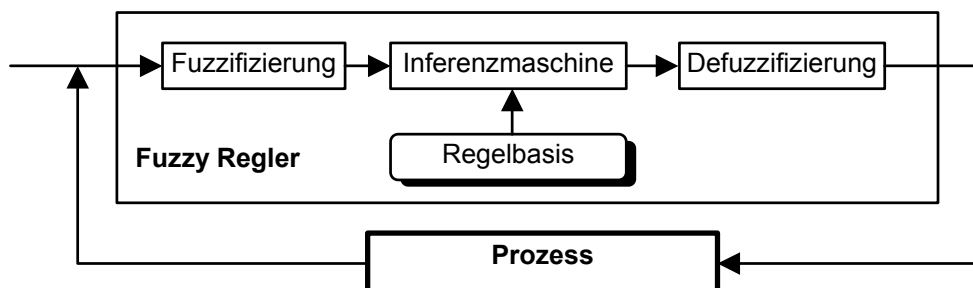 Fuzzifizierung
Inferenzmaschine
Defuzzifizierung
Regelbasis
Fuzzy Regler
Prozess